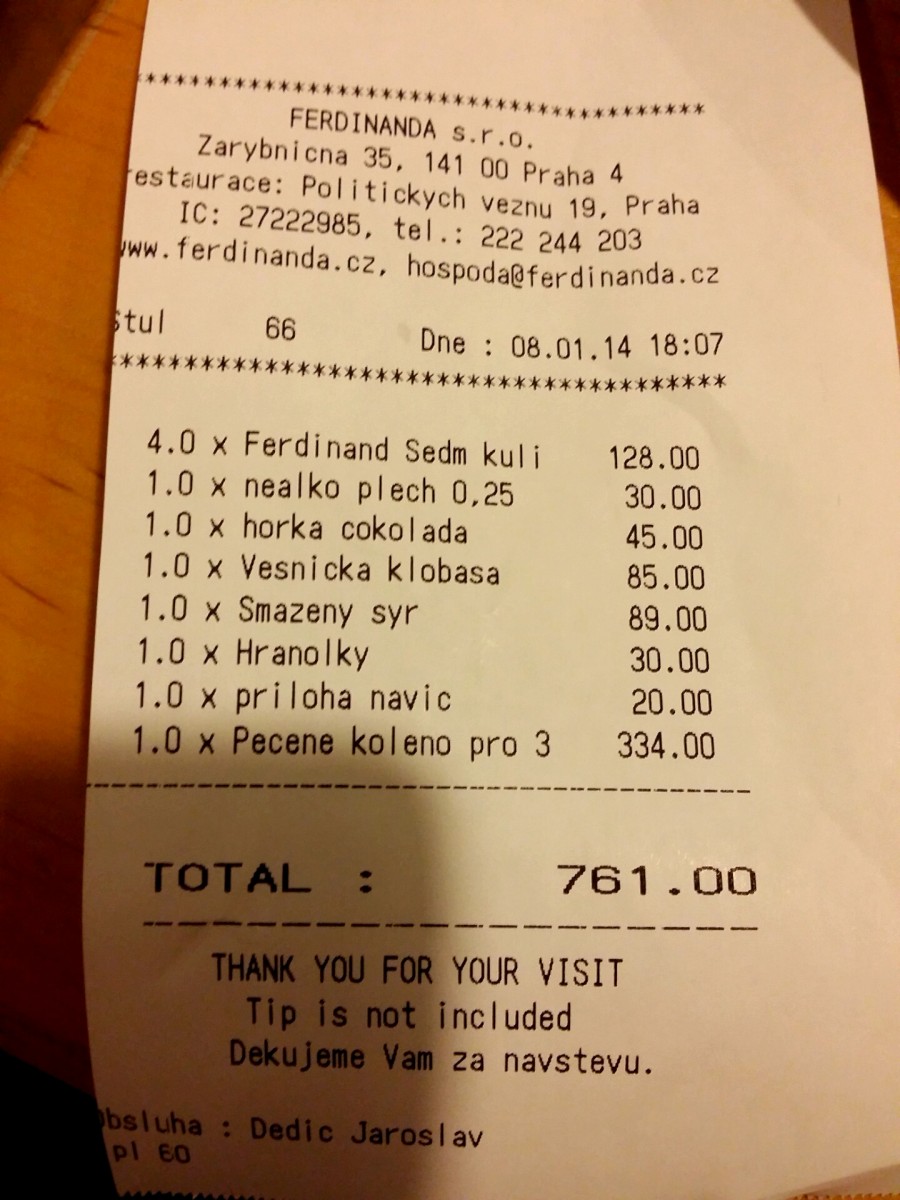 ****************************************
FERDINANDA s.r.o.
Zarybnicna 35, 141 00 Praha 4
restaurace: Politickych veznu 19, Praha
IC: 27222985, tel.: 222 244 203
www.ferdinanda.cz, hospoda@ferdinanda.cz
Stul 66 Dne : 08.01.14 18:07
****************************************
4.0 x Ferdinand Sedm kuli 128.00
1.0 x nealko plech 0,25 30.00
1.0 x horka cokolada 45.00
1.0 x Vesnicka klobasa 85.00
1.0 x Smazeny syr 89.00
1.0 x Hranolky 30.00
1.0 x priloha navic 20.00
1.0 x Pecene koleno pro 3 334.00
TOTAL : 761.00
THANK YOU FOR YOUR VISIT
Tip is not included
Dekujeme Vam za navstevu.
Obsluha : Dedic Jaroslav
pl 60